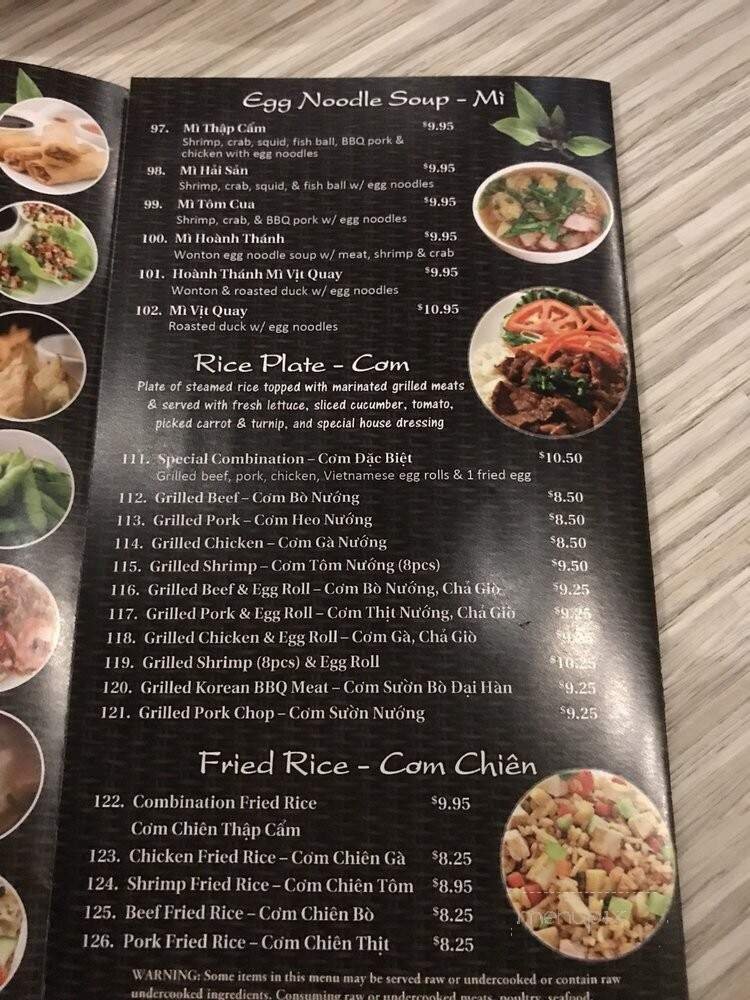 Egg Noodle Soup - Mì
97. Mì Thập Cẩm $9.95
Shrimp, crab, squid, fish ball, BBQ pork &
chicken with egg noodles
98. Mì Hải Sản $9.95
Shrimp, crab, squid, & fish ball w/ egg noodles
99. Mì Tôm Cua $9.95
Shrimp, crab, & BBQ pork w/ egg noodles
100. Mì Hoành Thánh $9.95
Wonton egg noodle soup w/ meat, shrimp & crab
101. Hoành Thánh Mì Vịt Quay $9.95
Wonton & roasted duck w/ egg noodles
102. Mì Vịt Quay $10.95
Roasted duck w/ egg noodles
Rice Plate - Cơm
Plate of steamed rice topped with marinated grilled meats
& served with fresh lettuce, sliced cucumber, tomato,
picked carrot & turnip, and special house dressing
111. Special Combination – Cơm Đặc Biệt $10.50
Grilled beef, pork, chicken, Vietnamese egg rolls & 1 fried egg
112. Grilled Beef – Cơm Bò Nướng $8.50
113. Grilled Pork – Cơm Heo Nướng $8.50
114. Grilled Chicken – Cơm Gà Nướng $8.50
115. Grilled Shrimp – Cơm Tôm Nướng (8pcs) $9.50
116. Grilled Beef & Egg Roll – Cơm Bò Nướng, Chả Giò $9.25
117. Grilled Pork & Egg Roll – Cơm Thịt Nướng, Chả Giò $9.25
118. Grilled Chicken & Egg Roll – Cơm Gà, Chả Giò $9.25
119. Grilled Shrimp (8pcs) & Egg Roll $10.25
120. Grilled Korean BBQ Meat – Cơm Sườn Bò Đại Hàn $9.25
121. Grilled Pork Chop – Cơm Sườn Nướng $9.25
Fried Rice - Cơm Chiên
122. Combination Fried Rice $9.95
Cơm Chiên Thập Cẩm
123. Chicken Fried Rice – Cơm Chiên Gà $8.25
124. Shrimp Fried Rice – Cơm Chiên Tôm $8.95
125. Beef Fried Rice – Cơm Chiên Bò $8.25
126. Pork Fried Rice – Cơm Chiên Thịt $8.25
menupix
WARNING: Some items in this menu may be served raw or undercooked or contain raw
undercooked ingredients. Consuming raw or undercooked meats, poultry, seafood